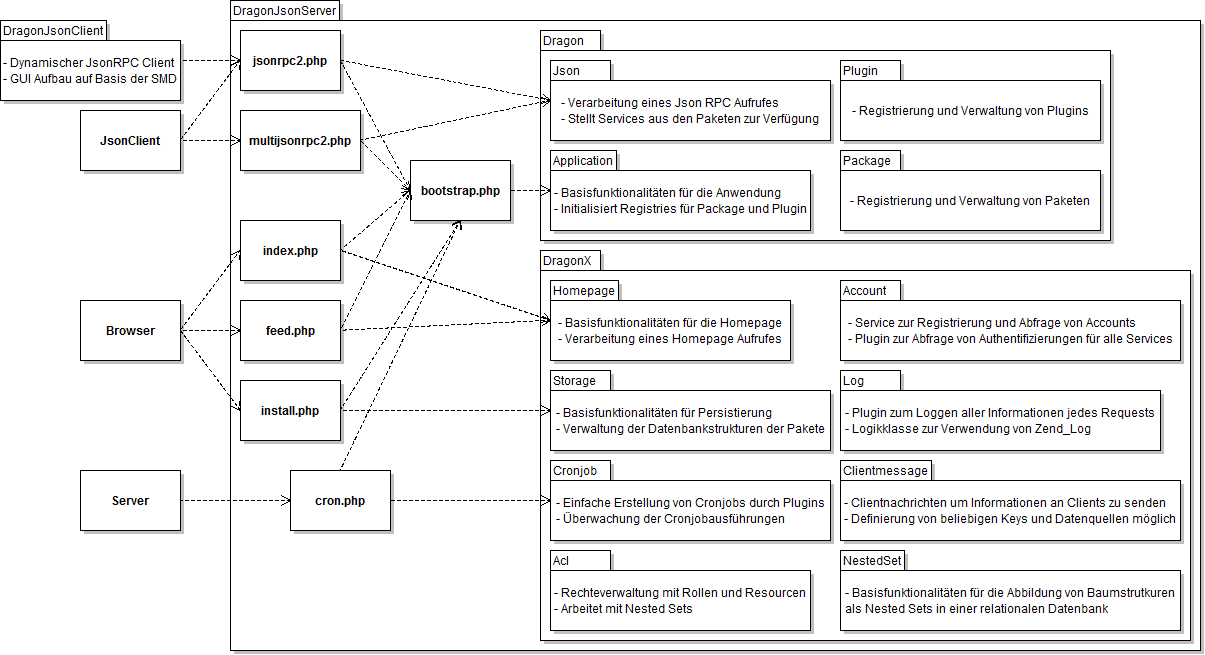 DragonJsonClient
- Dynamischer JsonRPC Client
- GUI Aufbau auf Basis der SMD
JsonClient
Browser
Server
DragonJsonServer
jsonrpc2.php
multijsonrpc2.php
bootstrap.php
index.php
feed.php
install.php
cron.php
Dragon
Json
- Verarbeitung eines Json RPC Aufrufes
- Stellt Services aus den Paketen zur Verfügung
Plugin
- Registrierung und Verwaltung von Plugins
Application
- Basisfunktionalitäten für die Anwendung
- Initialisiert Registries für Package und Plugin
Package
- Registrierung und Verwaltung von Paketen
DragonX
Homepage
- Basisfunktionalitäten für die Homepage
- Verarbeitung eines Homepage Aufrufes
Account
- Service zur Registrierung und Abfrage von Accounts
- Plugin zur Abfrage von Authentifizierungen für alle Services
Storage
- Basisfunktionalitäten für Persistierung
- Verwaltung der Datenbankstrukturen der Pakete
Log
- Plugin zum Loggen aller Informationen jedes Requests
- Logikklasse zur Verwendung von Zend_Log
Cronjob
- Einfache Erstellung von Cronjobs durch Plugins
- Überwachung der Cronjobausführungen
Clientmessage
- Clientnachrichten um Informationen an Clients zu senden
- Definierung von beliebigen Keys und Datenquellen möglich
Acl
- Rechteverwaltung mit Rollen und Resourcen
- Arbeitet mit Nested Sets
NestedSet
- Basisfunktionalitäten für die Abbildung von Baumstrutkuren
als Nested Sets in einer relationalen Datenbank